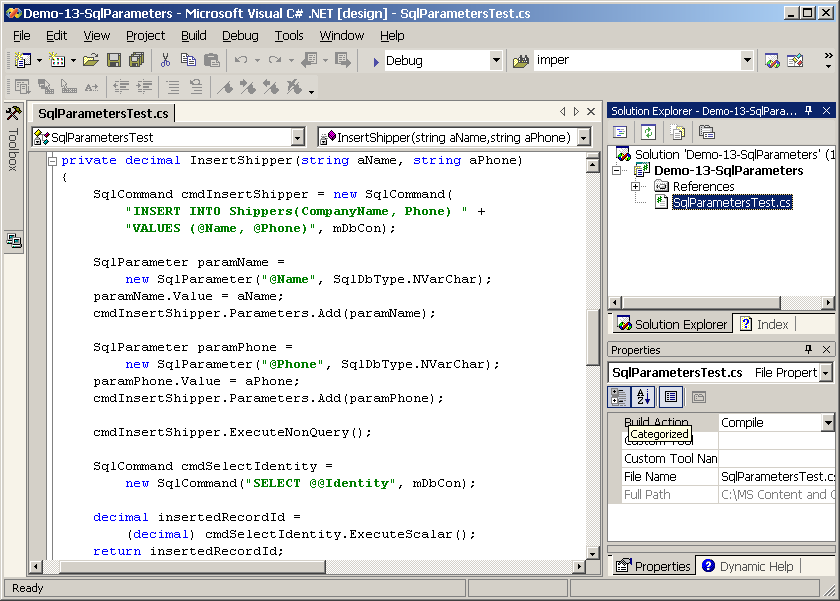 Demo-13-SqlParameters - Microsoft Visual C# .NET [design] - SqlParametersTest.cs
File Edit View Project Build Debug Tools Window Help
Debug imper
SqlParametersTest.cs
SqlParametersTest InsertShipper(string aName,string aPhone)
Toolbox
private decimal InsertShipper(string aName, string aPhone)
{
SqlCommand cmdInsertShipper = new SqlCommand(
"INSERT INTO Shippers(CompanyName, Phone) " +
"VALUES (@Name, @Phone)", mDbCon);
SqlParameter paramName =
new SqlParameter("@Name", SqlDbType.NVarChar);
paramName.Value = aName;
cmdInsertShipper.Parameters.Add(paramName);
SqlParameter paramPhone =
new SqlParameter("@Phone", SqlDbType.NVarChar);
paramPhone.Value = aPhone;
cmdInsertShipper.Parameters.Add(paramPhone);
cmdInsertShipper.ExecuteNonQuery();
SqlCommand cmdSelectIdentity =
new SqlCommand("SELECT @@Identity", mDbCon);
decimal insertedRecordId =
(decimal) cmdSelectIdentity.ExecuteScalar();
return insertedRecordId;
Solution Explorer - Demo-13-SqlPara...
Solution 'Demo-13-SqlParameters' (1
Demo-13-SqlParameters
References
SqlParametersTest.cs
Solution Explorer Index
Properties
SqlParametersTest.cs File Propert
Build Action Compile
Categorized
Custom Tool
Custom Tool Nan
File Name SqlParametersTest.cs
Full Path C:\MS Content and C
Properties Dynamic Help
Ready